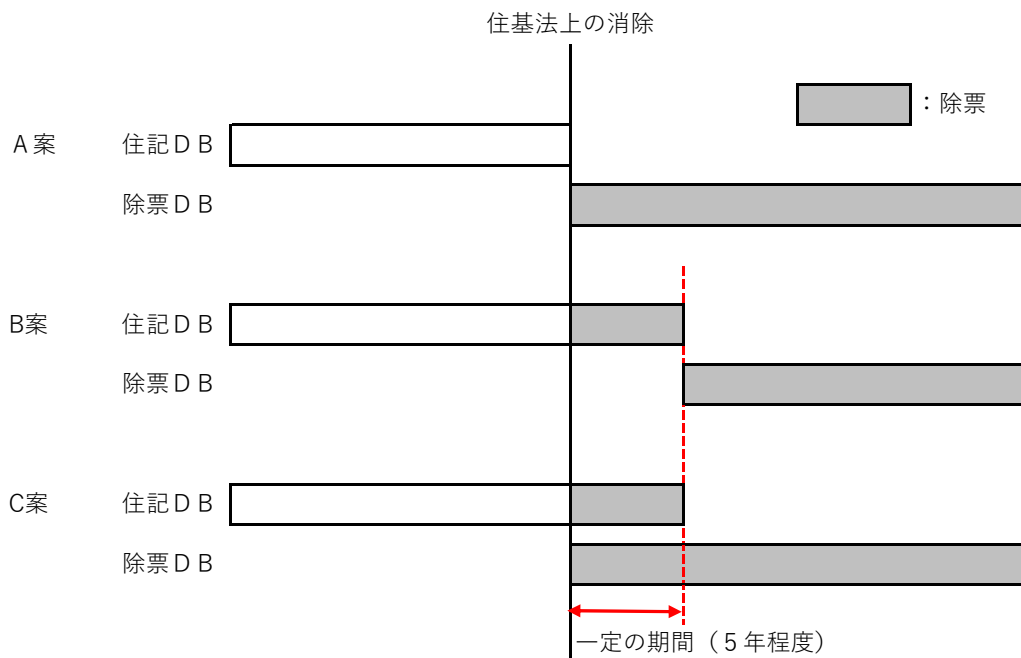 住基法上の消除
：除票
Ａ案 住記ＤＢ
除票ＤＢ
B案 住記ＤＢ
除票ＤＢ
C案 住記ＤＢ
除票ＤＢ
一定の期間（５年程度）